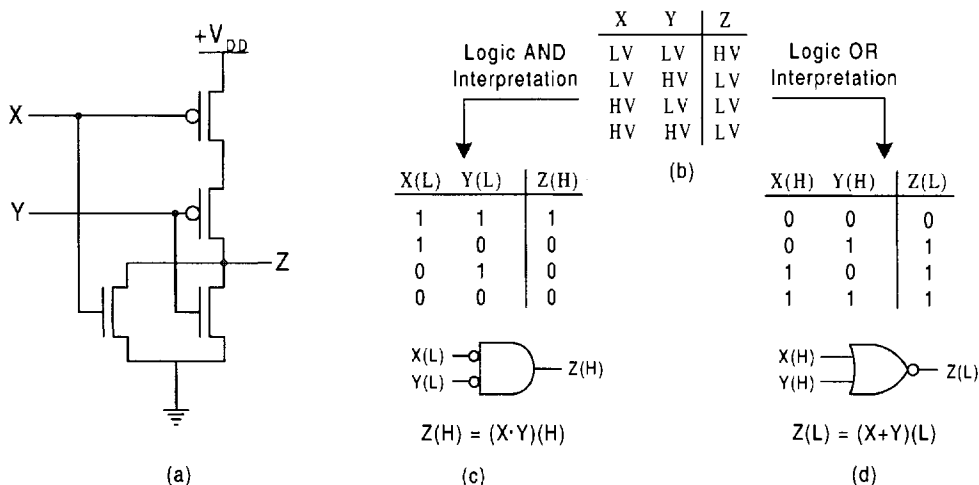 +V_DD
X
Y
Z
(a)
X Y Z
LV LV HV
LV HV LV
HV LV LV
HV HV LV
(b)
Logic AND
Interpretation
Logic OR
Interpretation
X(L) Y(L) Z(H)
1 1 1
1 0 0
0 1 0
0 0 0
X(L)
Y(L)
Z(H)
Z(H) = (X·Y)(H)
(c)
X(H) Y(H) Z(L)
0 0 0
0 1 1
1 0 1
1 1 1
X(H)
Y(H)
Z(L)
Z(L) = (X+Y)(L)
(d)